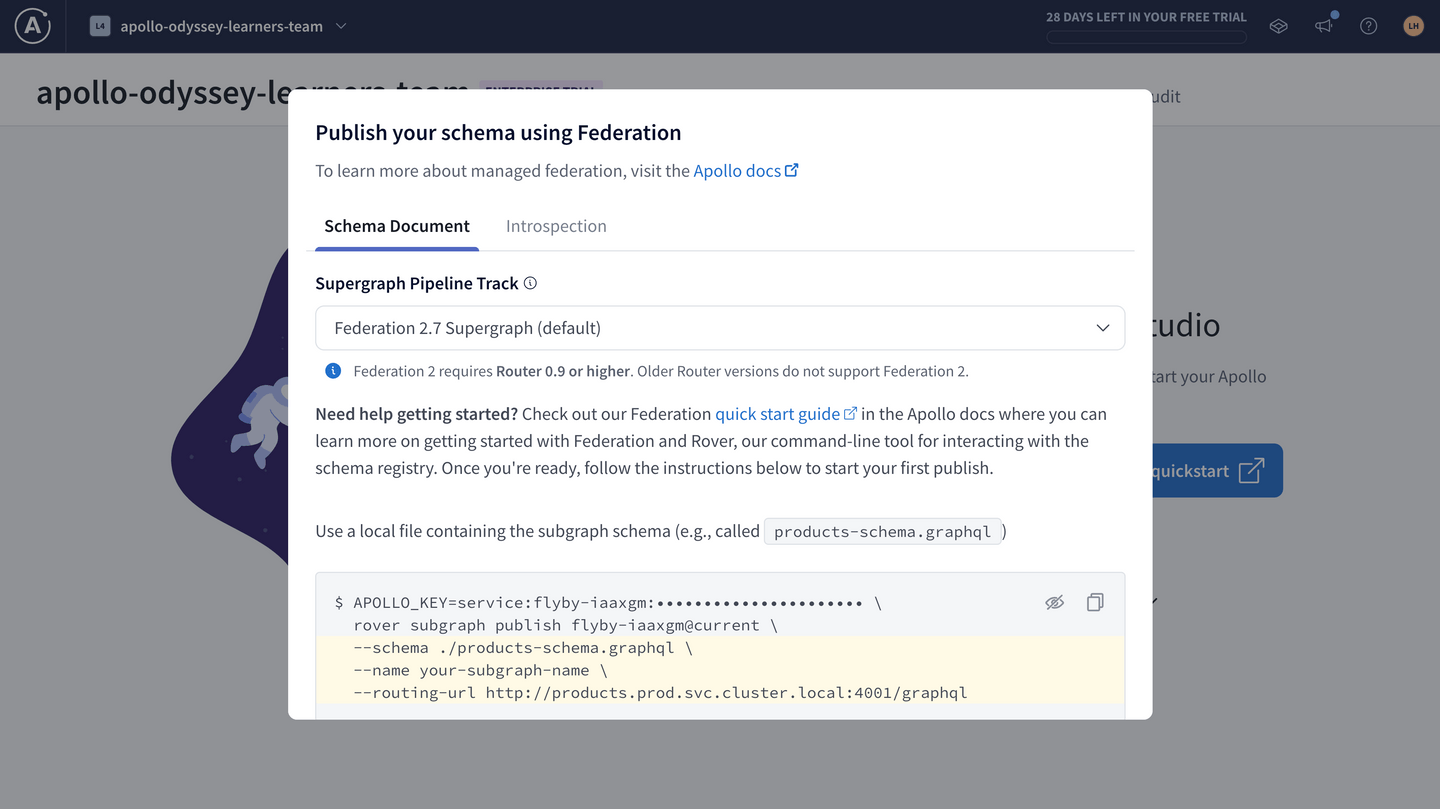 A
L4
apollo-odyssey-learners-team
28 DAYS LEFT IN YOUR FREE TRIAL
LH
apollo-odyssey-learners-team
ENTERPRISE TRIAL
Publish your schema using Federation
To learn more about managed federation, visit the Apollo docs
Schema Document
Introspection
Supergraph Pipeline Track
Federation 2.7 Supergraph (default)
Federation 2 requires Router 0.9 or higher. Older Router versions do not support Federation 2.
Need help getting started? Check out our Federation quick start guide in the Apollo docs where you can
learn more on getting started with Federation and Rover, our command-line tool for interacting with the
schema registry. Once you're ready, follow the instructions below to start your first publish.
Use a local file containing the subgraph schema (e.g., called products-schema.graphql )
$ APOLLO_KEY=service:flyby-iaaxgm:•••••••••••••••••••••• \
rover subgraph publish flyby-iaaxgm@current \
--schema ./products-schema.graphql \
--name your-subgraph-name \
--routing-url http://products.prod.svc.cluster.local:4001/graphql
udit
tudio
tart your Apollo
quickstart